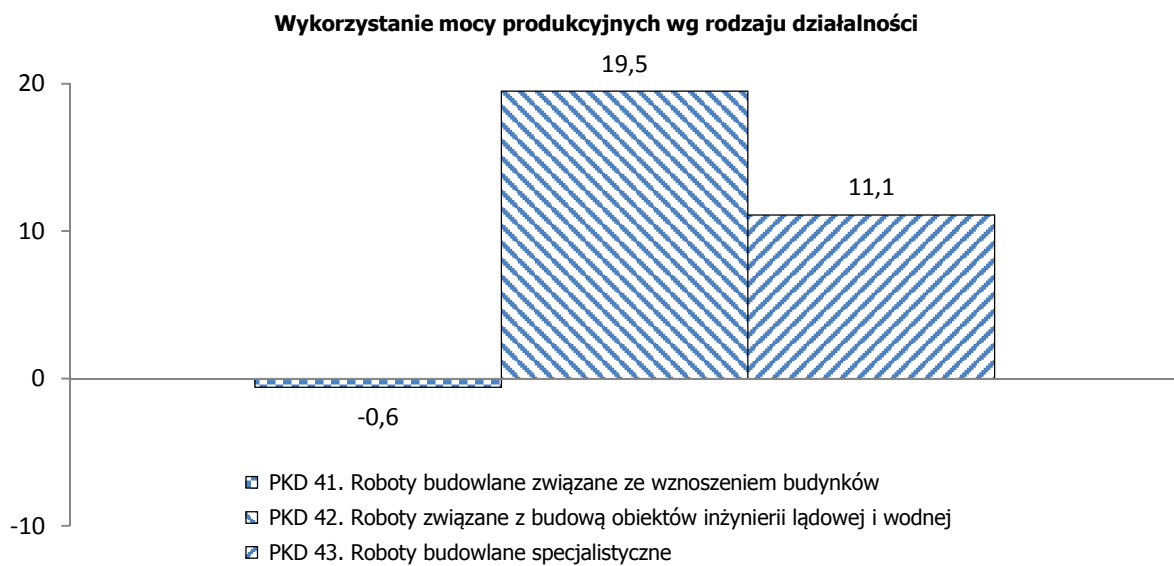 Wykorzystanie mocy produkcyjnych wg rodzaju działalności
19,5
20
11,1
10
0
-0,6
PKD 41. Roboty budowlane związane ze wznoszeniem budynków
PKD 42. Roboty związane z budową obiektów inżynierii lądowej i wodnej
-10
PKD 43. Roboty budowlane specjalistyczne